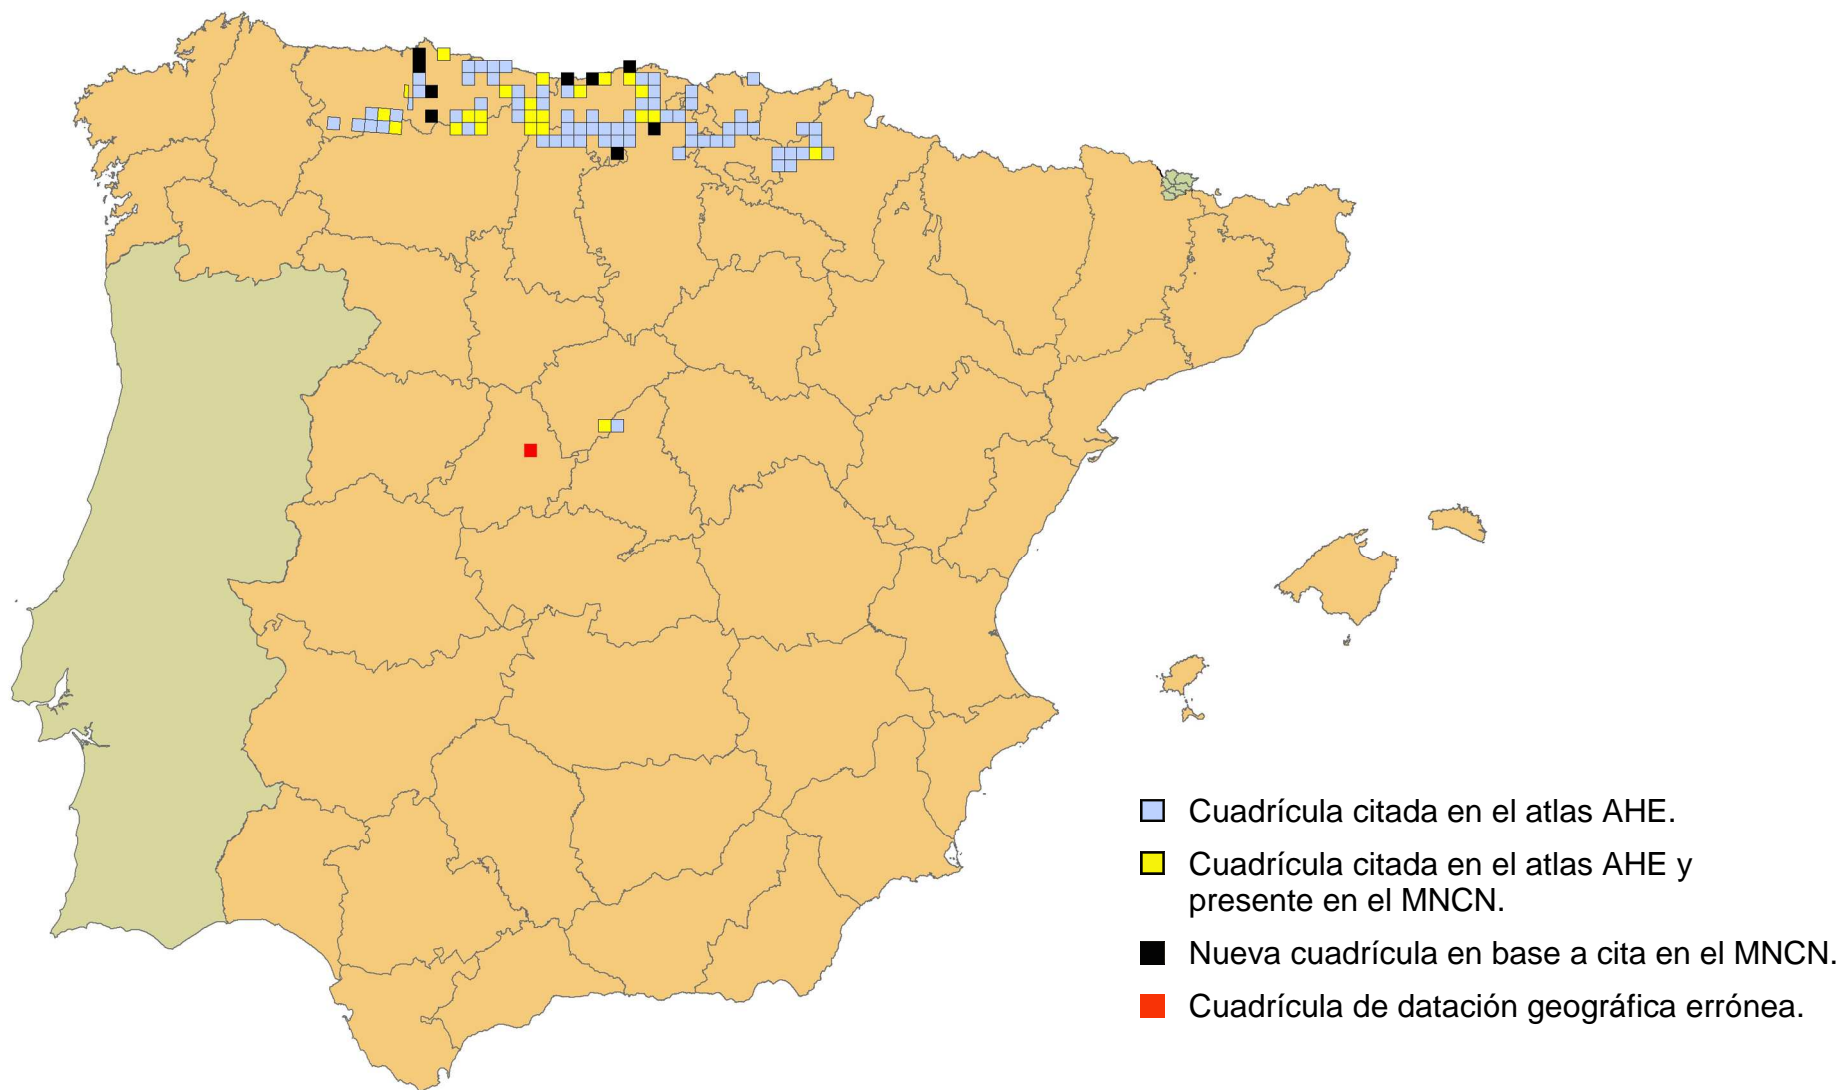 Cuadrícula citada en el atlas AHE.
Cuadrícula citada en el atlas AHE y
presente en el MNCN.
Nueva cuadrícula en base a cita en el MNCN.
Cuadrícula de datación geográfica errónea.